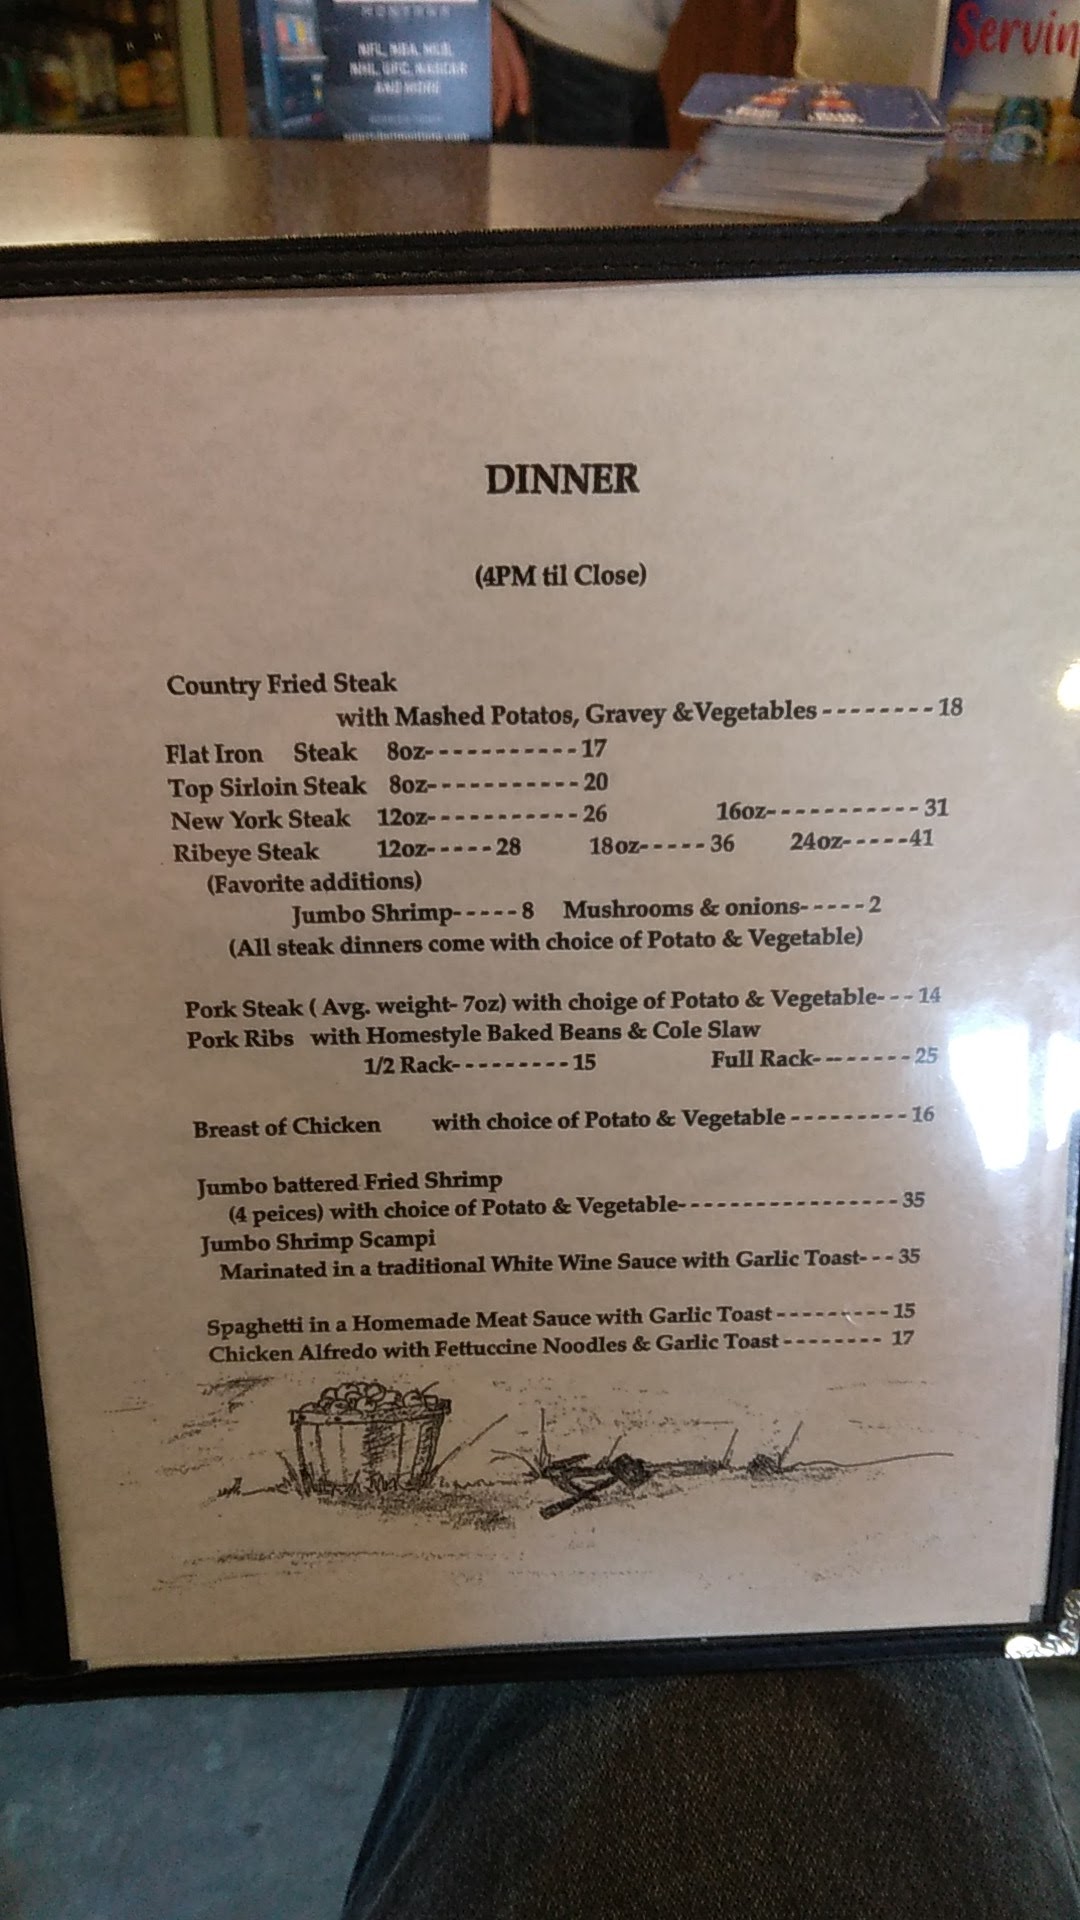 MONTANA
NFL, NBA, MLB,
NHL, UFC, NASCAR
AND MORE
Servin
DINNER
(4PM til Close)
Country Fried Steak
with Mashed Potatos, Gravey &Vegetables--------18
Flat Iron Steak 8oz-----------17
Top Sirloin Steak 8oz-----------20
New York Steak 12oz-----------26 16oz-----------31
Ribeye Steak 12oz-----28 18oz-----36 24oz-----41
(Favorite additions)
Jumbo Shrimp-----8 Mushrooms & onions-----2
(All steak dinners come with choice of Potato & Vegetable)
Pork Steak ( Avg. weight- 7oz) with choige of Potato & Vegetable---14
Pork Ribs with Homestyle Baked Beans & Cole Slaw
1/2 Rack---------15 Full Rack--------25
Breast of Chicken with choice of Potato & Vegetable---------16
Jumbo battered Fried Shrimp
(4 peices) with choice of Potato & Vegetable-----------------35
Jumbo Shrimp Scampi
Marinated in a traditional White Wine Sauce with Garlic Toast---35
Spaghetti in a Homemade Meat Sauce with Garlic Toast---------15
Chicken Alfredo with Fettuccine Noodles & Garlic Toast-------- 17